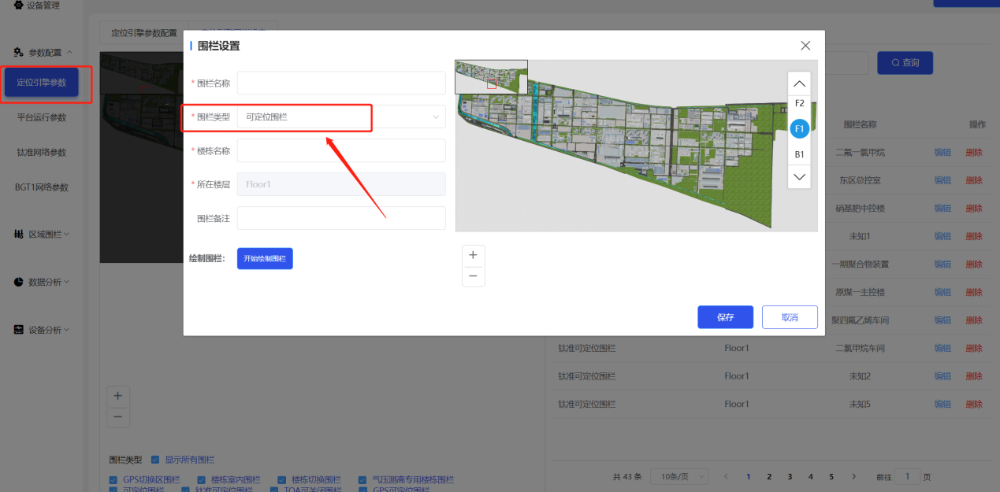 设备管理
参数配置
定位引擎参数
平台运行参数
钛准网络参数
BGT1网络参数
区域围栏
数据分析
设备分析
定位引擎参数配置
查询
围栏设置
* 围栏名称
* 围栏类型 可定位围栏
* 楼栋名称
* 所在楼层 Floor1
围栏备注
绘制围栏: 开始绘制围栏
F2
F1
B1
保存 取消
围栏名称 操作
二氟一氯甲烷 编辑 删除
东区总控室 编辑 删除
硝基肥中控楼 编辑 删除
未知1 编辑 删除
一期聚合物装置 编辑 删除
原煤一主控楼 编辑 删除
聚四氟乙烯车间 编辑 删除
钛准可定位围栏 Floor1 二氯甲烷车间 编辑 删除
钛准可定位围栏 Floor1 未知2 编辑 删除
钛准可定位围栏 Floor1 未知5 编辑 删除
围栏类型 显示所有围栏
GPS切换区围栏 楼栋室内围栏 楼栋切换围栏 气压测高专用楼栋围栏
可定位围栏 钛准可定位围栏 TOA可关闭围栏 GPS可定位围栏
共 43 条 10条/页 1 2 3 4 5 前往 1 页